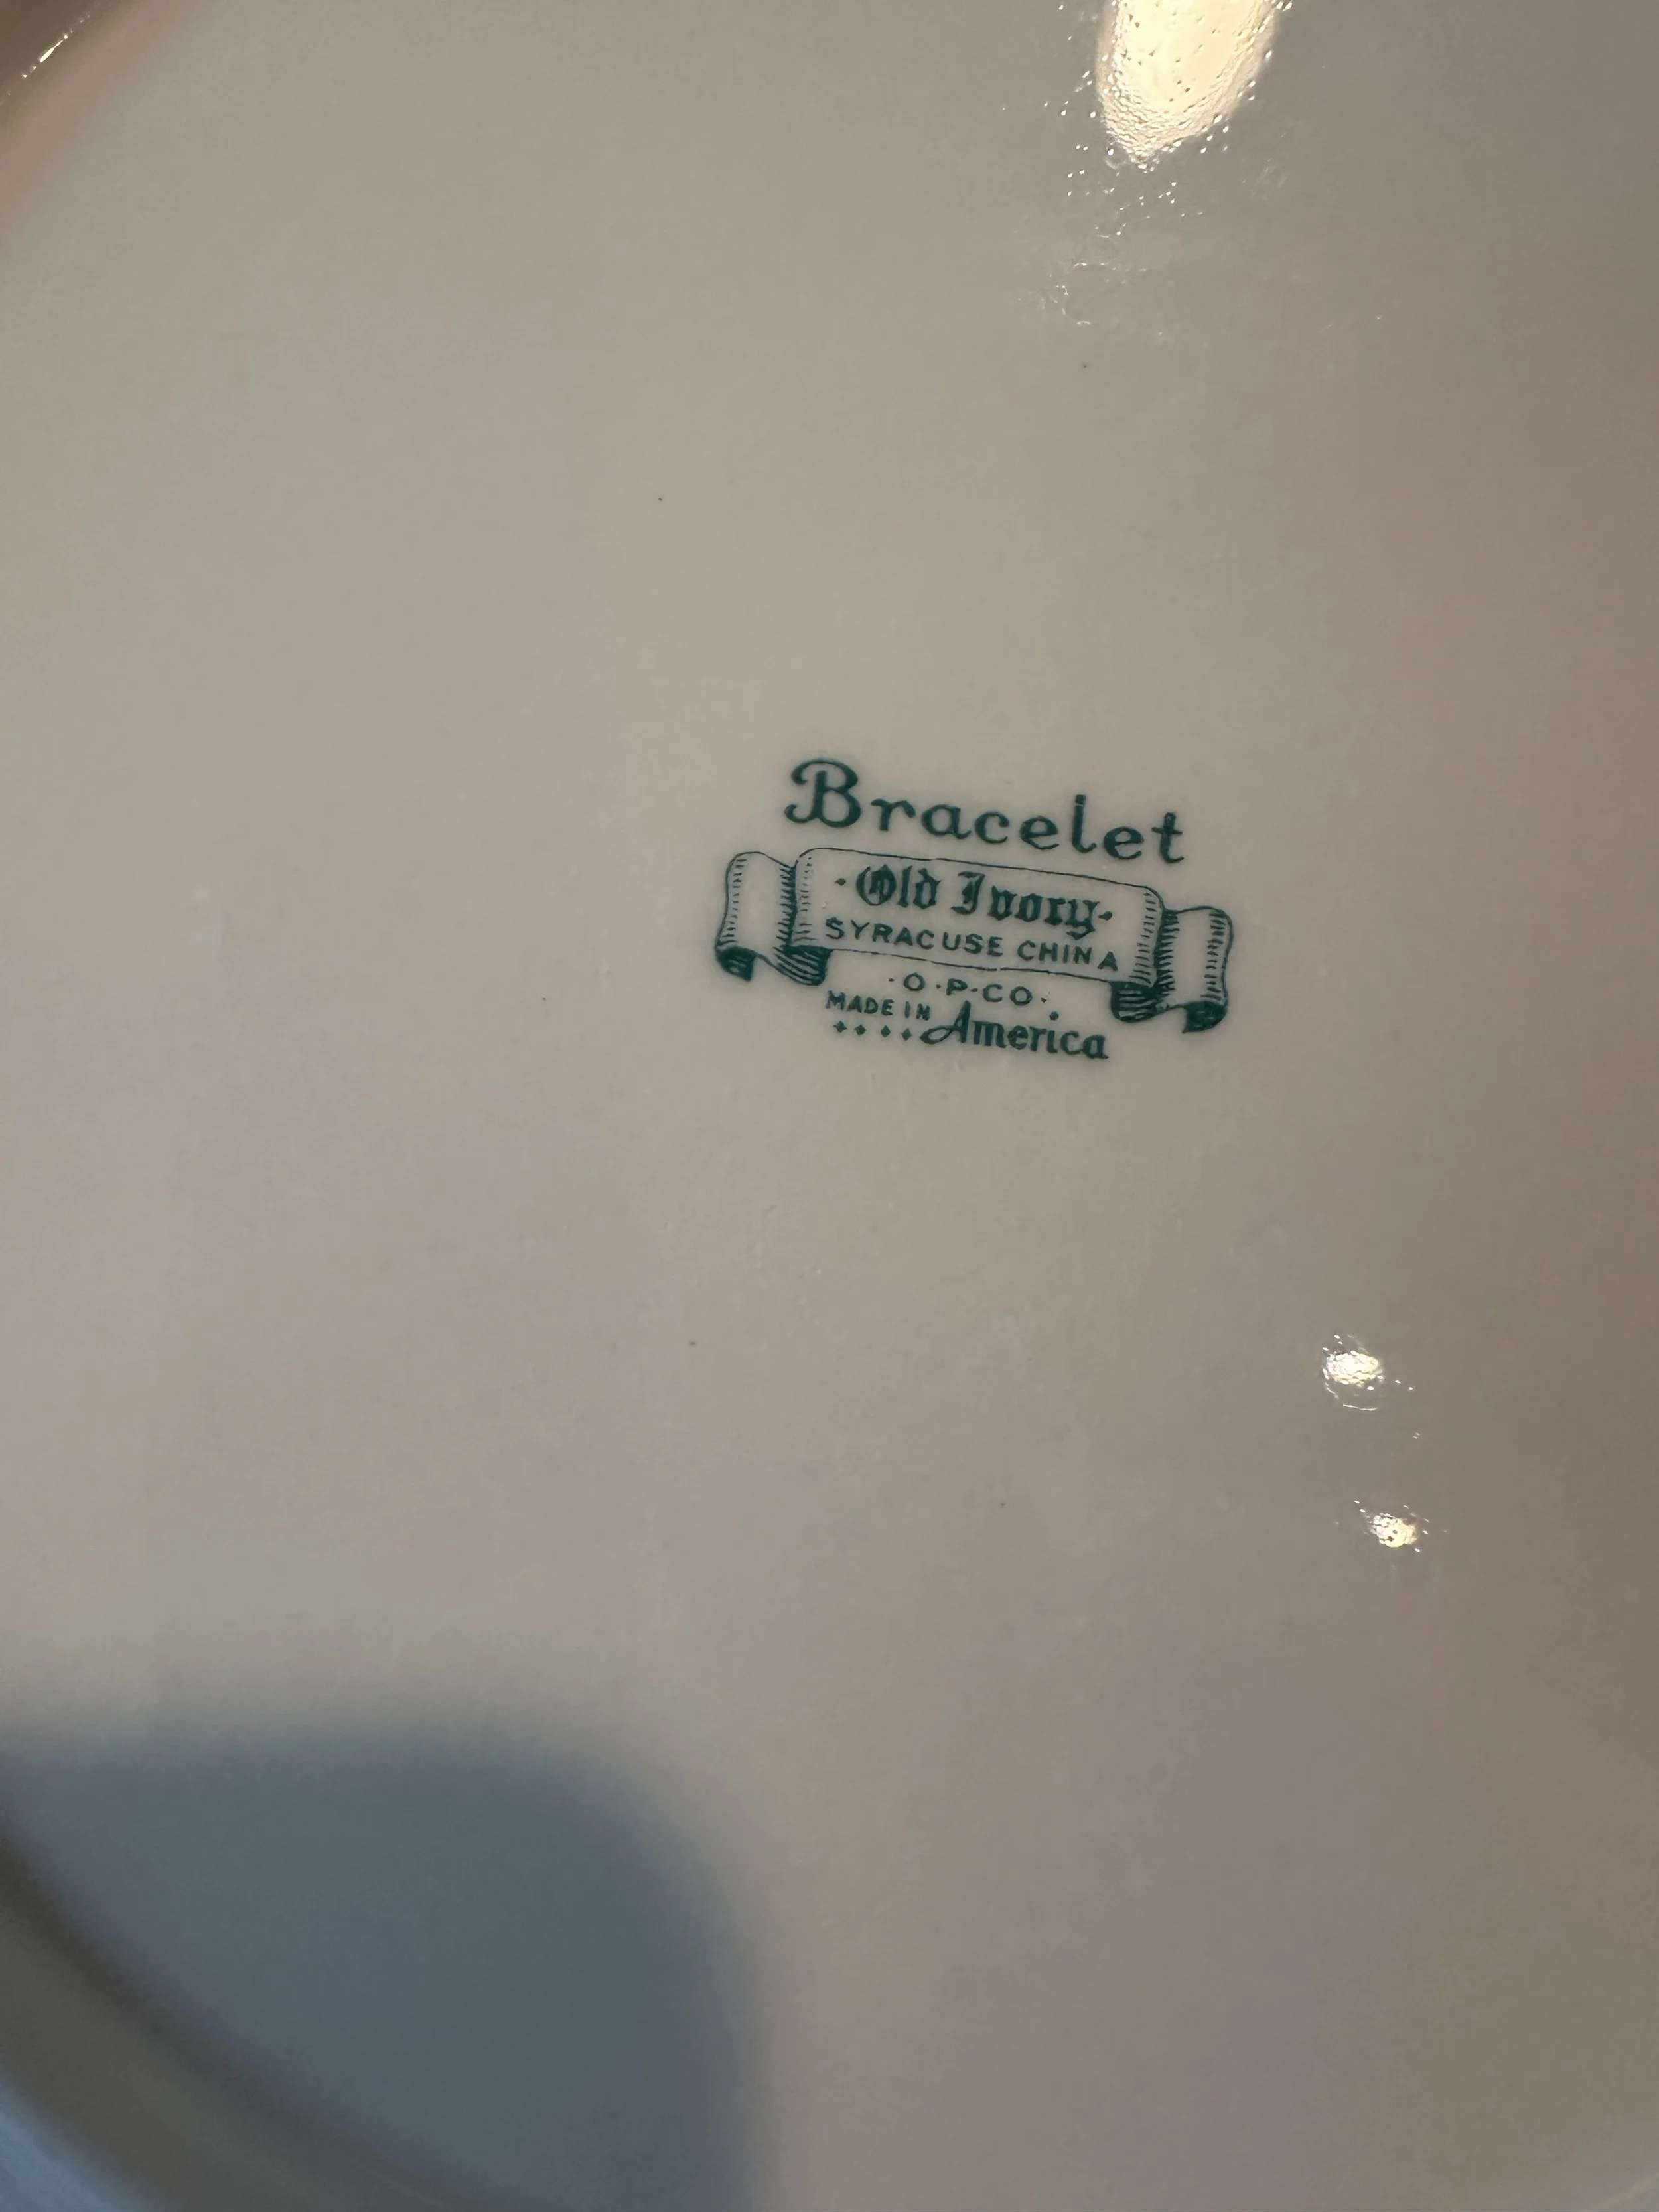 Bracelet
· Old Ivory ·
SYRACUSE CHINA
· O · P · CO ·
MADE IN
America